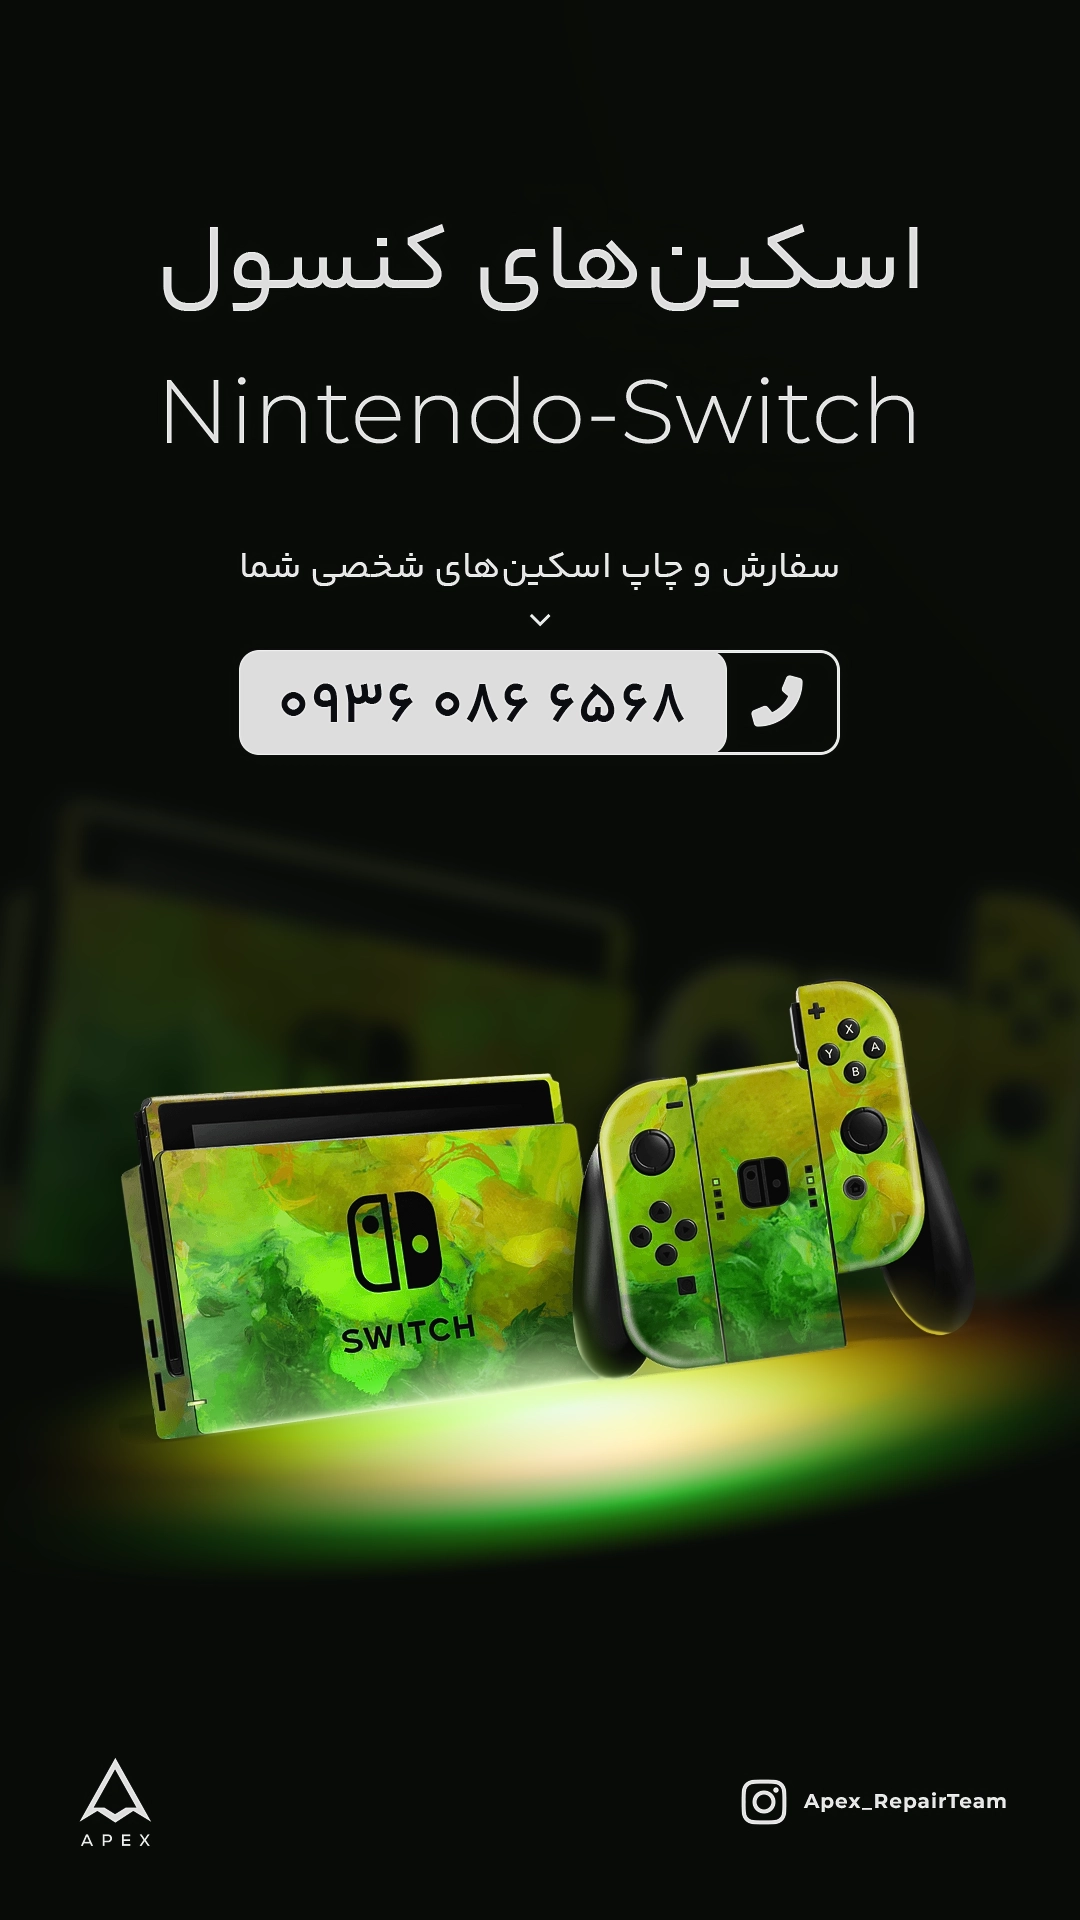 اسکین‌های کنسول
Nintendo-Switch
سفارش و چاپ اسکین‌های شخصی شما
۰۹۳۶ ۰۸۶ ۶۵۶۸
SWITCH
X
Y A
B
APEX
Apex_RepairTeam